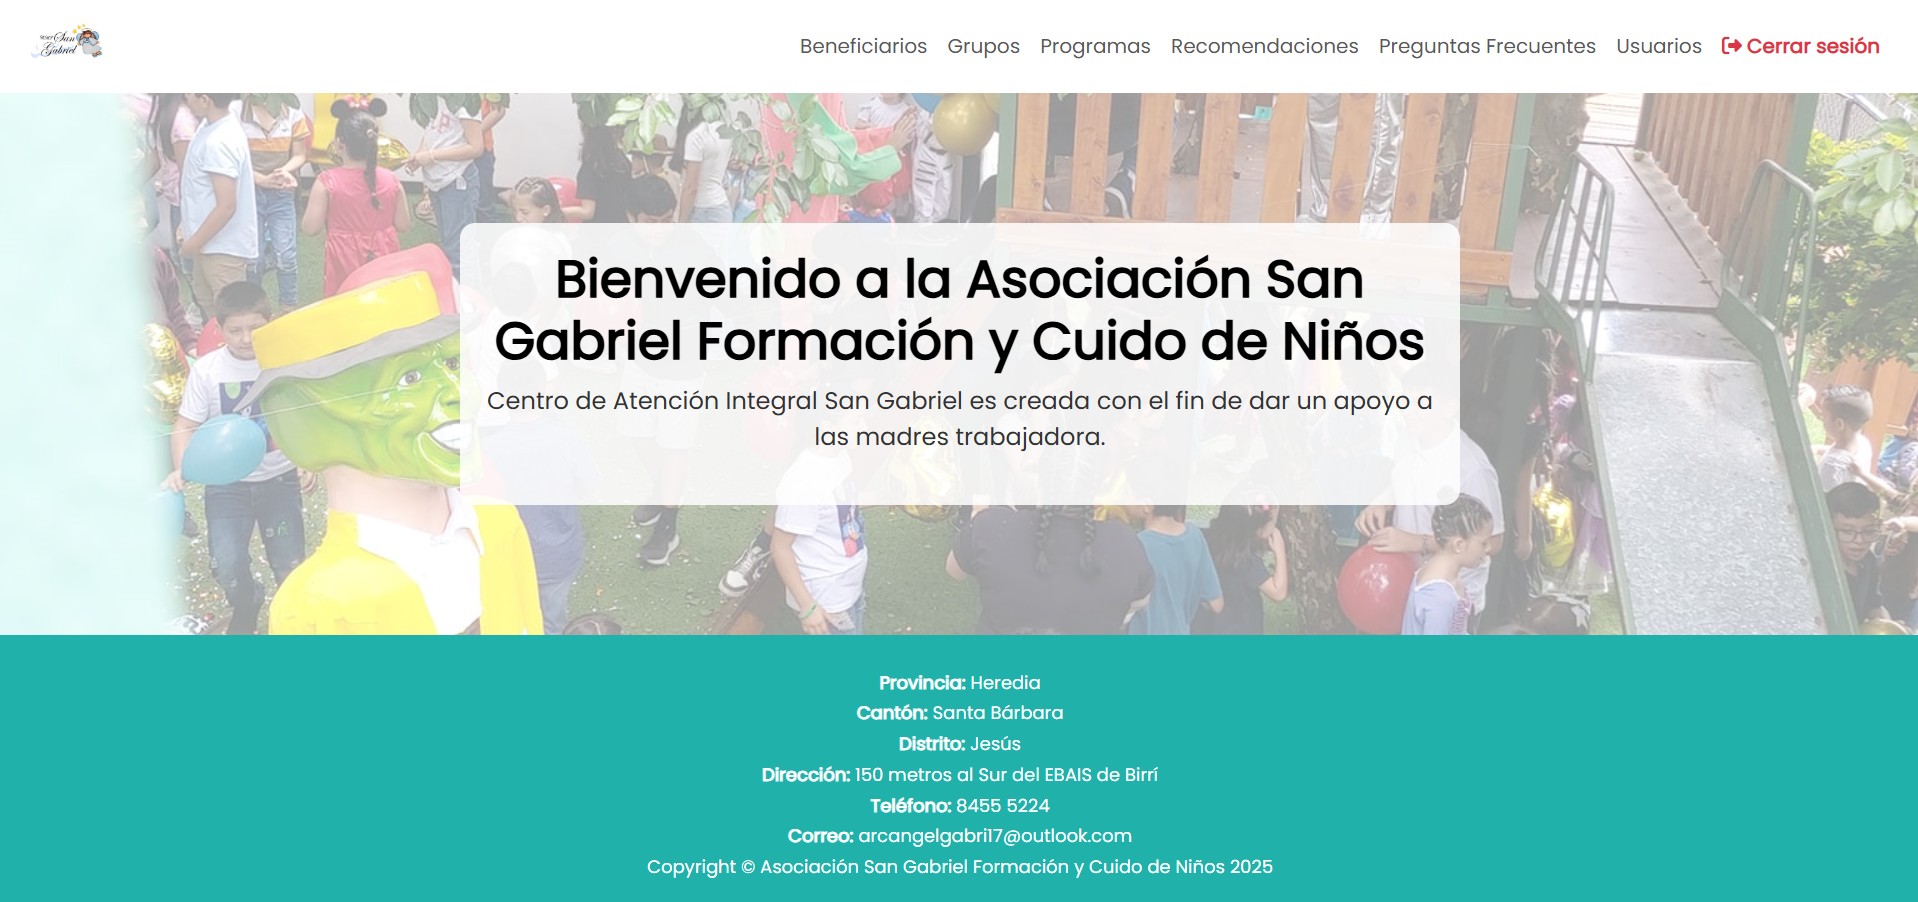 San
Gabriel
Beneficiarios Grupos Programas Recomendaciones Preguntas Frecuentes Usuarios Cerrar sesión
Bienvenido a la Asociación San
Gabriel Formación y Cuido de Niños
Centro de Atención Integral San Gabriel es creada con el fin de dar un apoyo a
las madres trabajadora.
Provincia: Heredia
Cantón: Santa Bárbara
Distrito: Jesús
Dirección: 150 metros al Sur del EBAIS de Birrí
Teléfono: 8455 5224
Correo: arcangelgabri17@outlook.com
Copyright © Asociación San Gabriel Formación y Cuido de Niños 2025